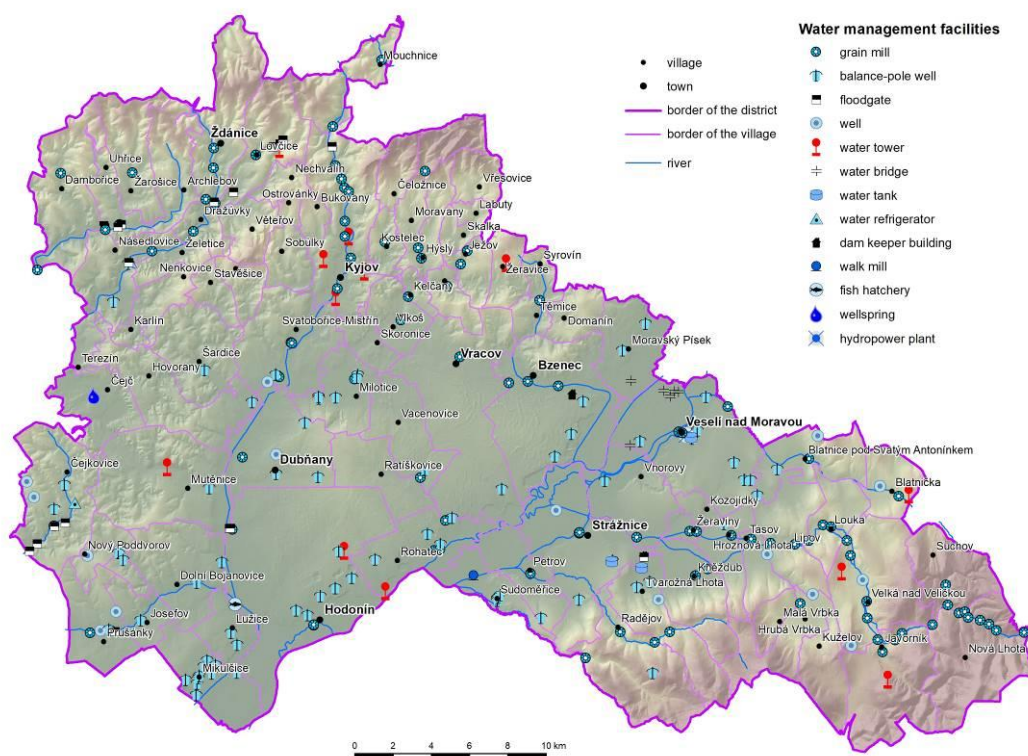 Water management facilities
village
town
border of the district
border of the village
river
grain mill
balance-pole well
floodgate
well
water tower
water bridge
water tank
water refrigerator
dam keeper building
walk mill
fish hatchery
wellspring
hydropower plant
Mouchnice
Ždánice
Lovčice
Uhřice
Nechvalín
Dambořice
Žarošice
Archlebov
Čeložnice
Vřesovice
Ostrovánky
Bukovany
Dražůvky
Věteřov
Moravany
Labuty
Skalka
Násedlovice
Želetice
Sobůlky
Kostelec
Hýsly
Ježov
Syrovín
Žeravice
Nenkovice
Stavěšice
Kyjov
Kelčany
Těmice
Domanín
Karlín
Svatobořice-Mistřín
Vlkoš
Skoronice
Moravský Písek
Terezín
Šardice
Hovorany
Čejč
Vracov
Bzenec
Milotice
Vacenovice
Veselí nad Moravou
Blatnice pod Svatým Antonínkem
Čejkovice
Dubňany
Ratíškovice
Mutěnice
Vnorovy
Blatnička
Kozojídky
Strážnice
Žeraviny
Tasov
Louka
Hroznová Lhota
Lipov
Suchov
Nový Poddvorov
Rohatec
Petrov
Kněždub
Tvarožná Lhota
Dolní Bojanovice
Sudoměřice
Velká nad Veličkou
Josefov
Lužice
Hodonín
Radějov
Malá Vrbka
Hrubá Vrbka
Prušánky
Kuželov
Javorník
Nová Lhota
Mikulčice
0 2 4 6 8 10 km